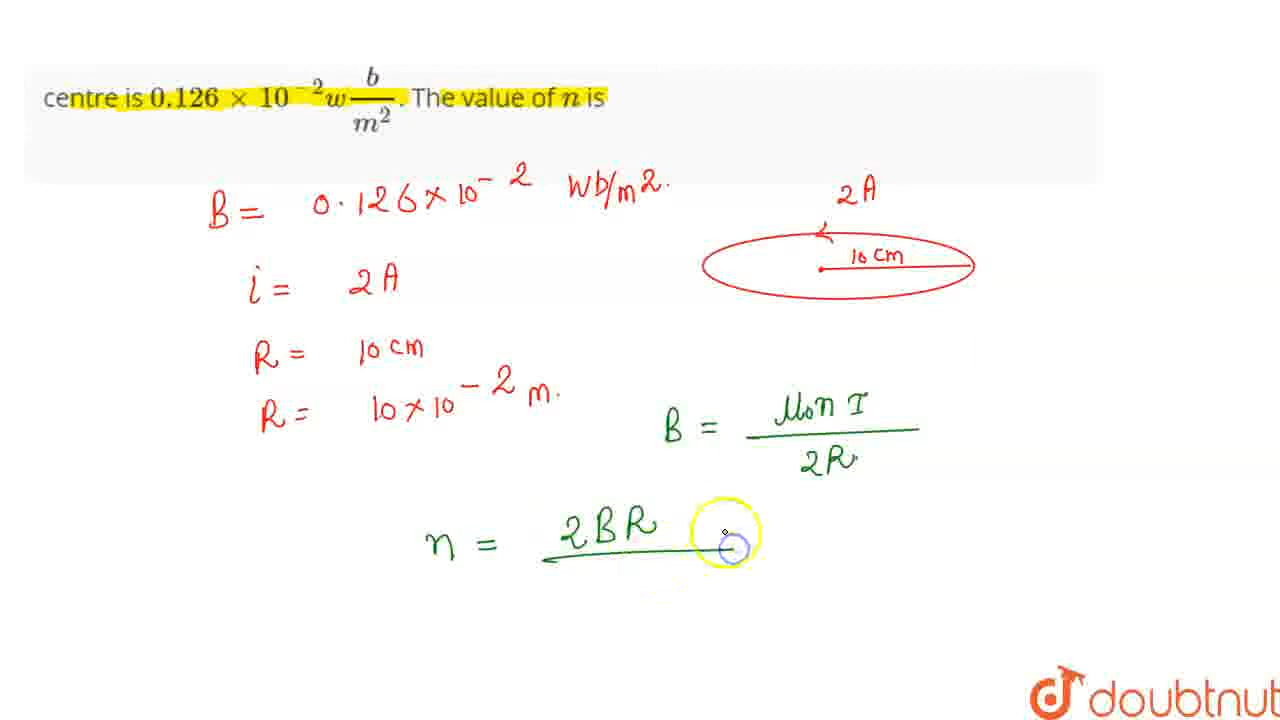 centre is 0.126 × 10⁻²w b/m². The value of n is
B = 0.126×10⁻² Wb/m2.
2A
10 cm
i = 2A
R = 10 cm
R = 10×10⁻² m.
B = μ₀nI/2R
n = 2BR
doubtnut